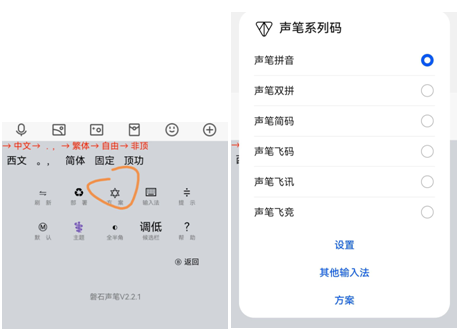 → 中文 → . , → 繁体 → 自由 → 非顶
西文 。, 简体 固定 顶功
刷新 部署 方案 输入法 提示
Ⓜ
默认 主题 全半角 调低 候选栏 ? 帮助
® 返回
磐石声笔V2.2.1
声笔系列码
声笔拼音
声笔双拼
声笔简码
声笔飞码
声笔飞讯
声笔飞竞
设置
其他输入法
方案